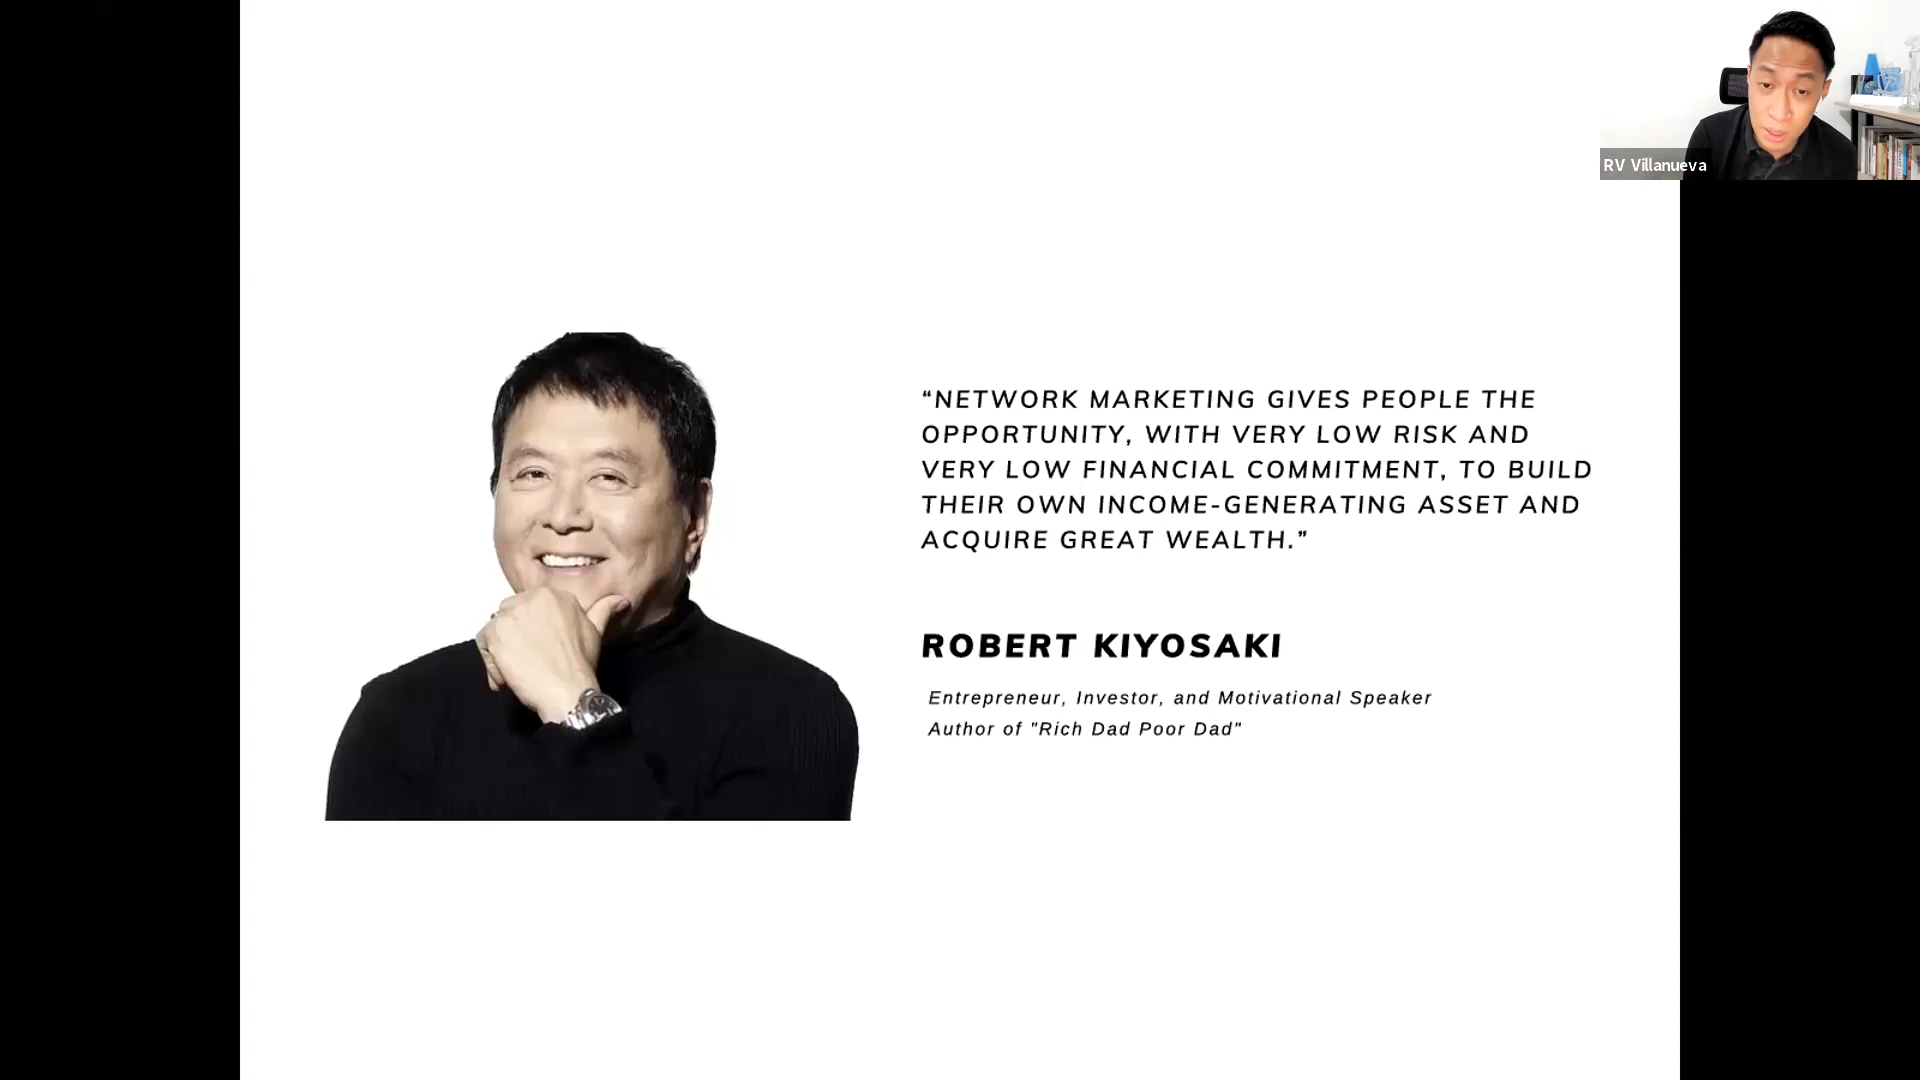 RV Villanueva
“NETWORK MARKETING GIVES PEOPLE THE
OPPORTUNITY, WITH VERY LOW RISK AND
VERY LOW FINANCIAL COMMITMENT, TO BUILD
THEIR OWN INCOME-GENERATING ASSET AND
ACQUIRE GREAT WEALTH.”
ROBERT KIYOSAKI
Entrepreneur, Investor, and Motivational Speaker
Author of "Rich Dad Poor Dad"